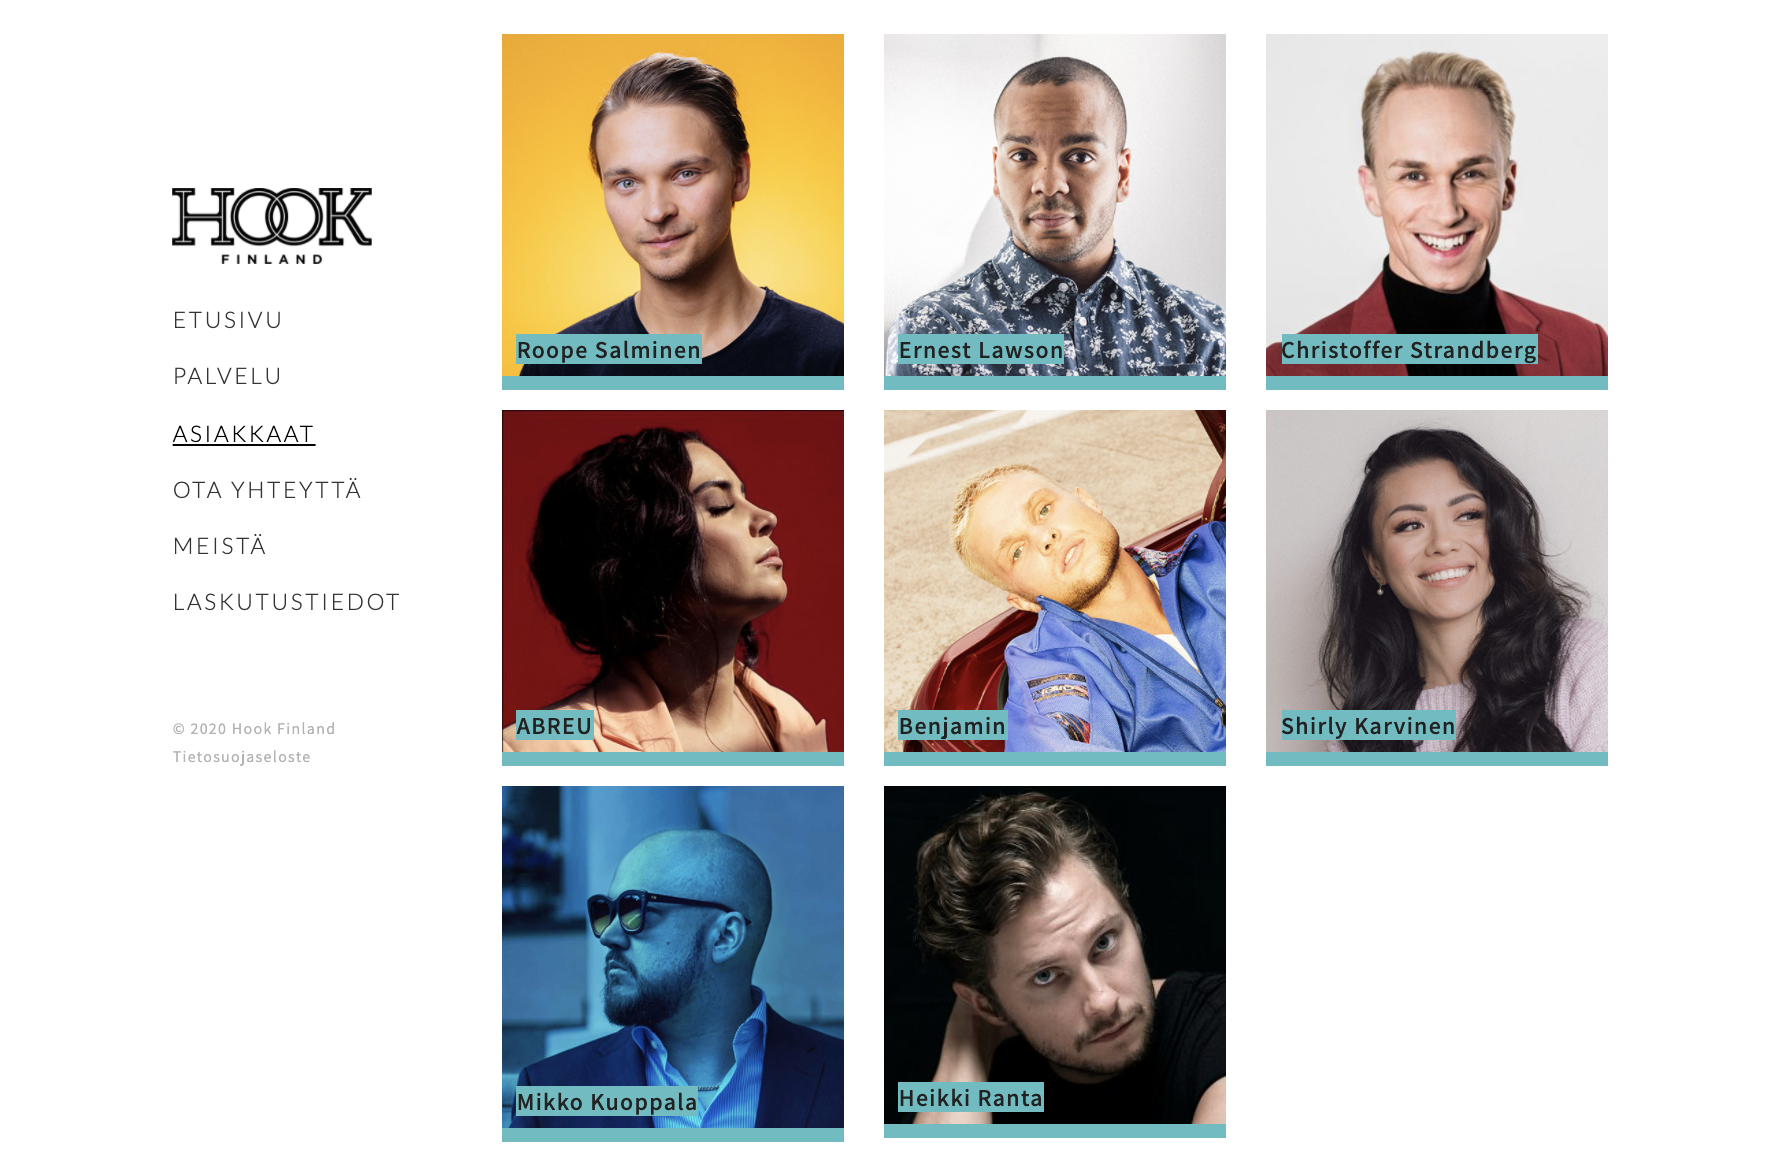 HOOK
FINLAND
ETUSIVU
PALVELU
ASIAKKAAT
OTA YHTEYTTÄ
MEISTÄ
LASKUTUSTIEDOT
© 2020 Hook Finland
Tietosuojaseloste
Roope Salminen
Ernest Lawson
Christoffer Strandberg
ABREU
Benjamin
Shirly Karvinen
Mikko Kuoppala
Heikki Ranta